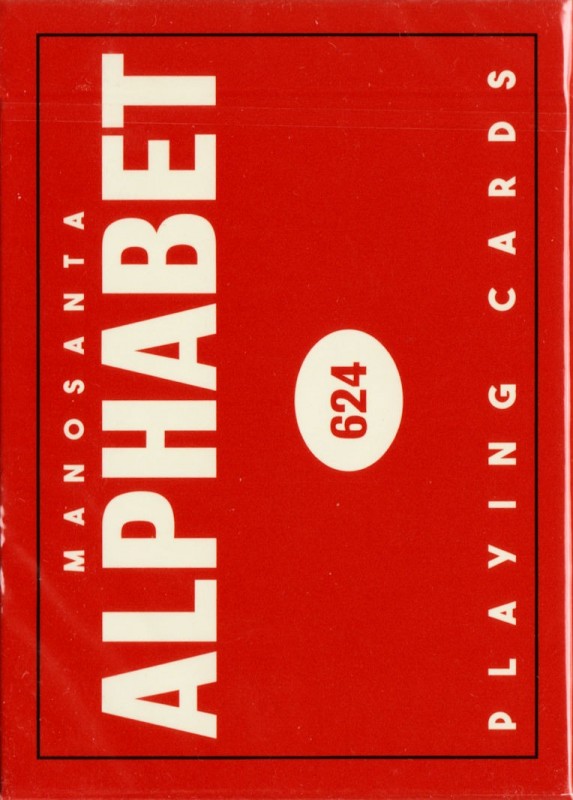 MANOSANTA
ALPHABET
624
PLAYING CARDS